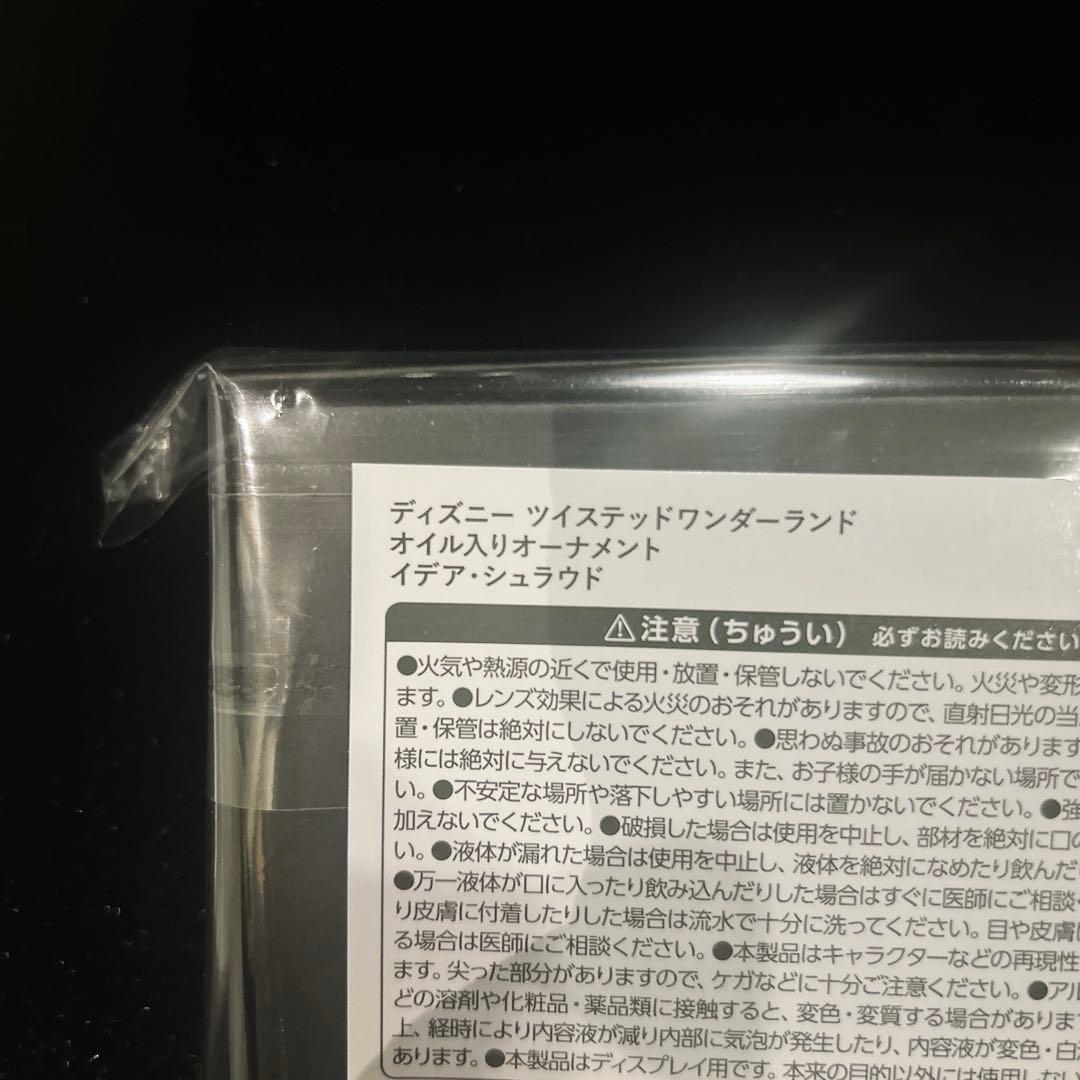 ディズニー ツイステッドワンダーランド
オイル入りオーナメント
イデア・シュラウド
⚠注意（ちゅうい） 必ずお読みください
●火気や熱源の近くで使用・放置・保管しないでください。火災や変形
ます。●レンズ効果による火災のおそれがありますので、直射日光の当
置・保管は絶対にしないでください。●思わぬ事故のおそれがあります
様には絶対に与えないでください。また、お子様の手が届かない場所で
い。●不安定な場所や落下しやすい場所には置かないでください。●強
加えないでください。●破損した場合は使用を中止し、部材を絶対に口の
い。●液体が漏れた場合は使用を中止し、液体を絶対になめたり飲んだり
●万一液体が口に入ったり飲み込んだりした場合はすぐに医師にご相談
り皮膚に付着したりした場合は流水で十分に洗ってください。目や皮膚に
る場合は医師にご相談ください。●本製品はキャラクターなどの再現性
ます。尖った部分がありますので、ケガなどに十分ご注意ください。●アル
どの溶剤や化粧品・薬品類に接触すると、変色・変質する場合がありま
上、経時により内容液が減り内部に気泡が発生したり、内容液が変色・白
あります。●本製品はディスプレイ用です。本来の目的以外には使用しな